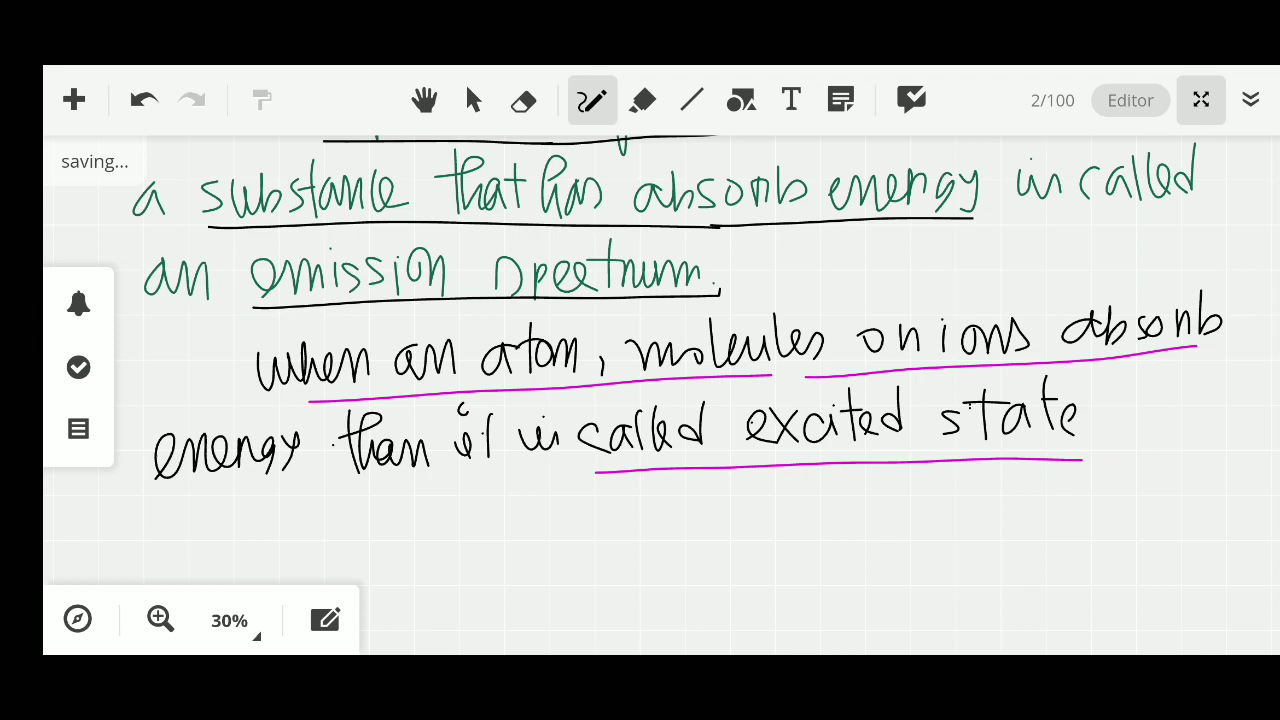 2/100
Editor
saving...
a substance that has absorb energy is called
an emission spectrum.
when an atom, molecules or ions absorb
energy than it is called excited state
30%